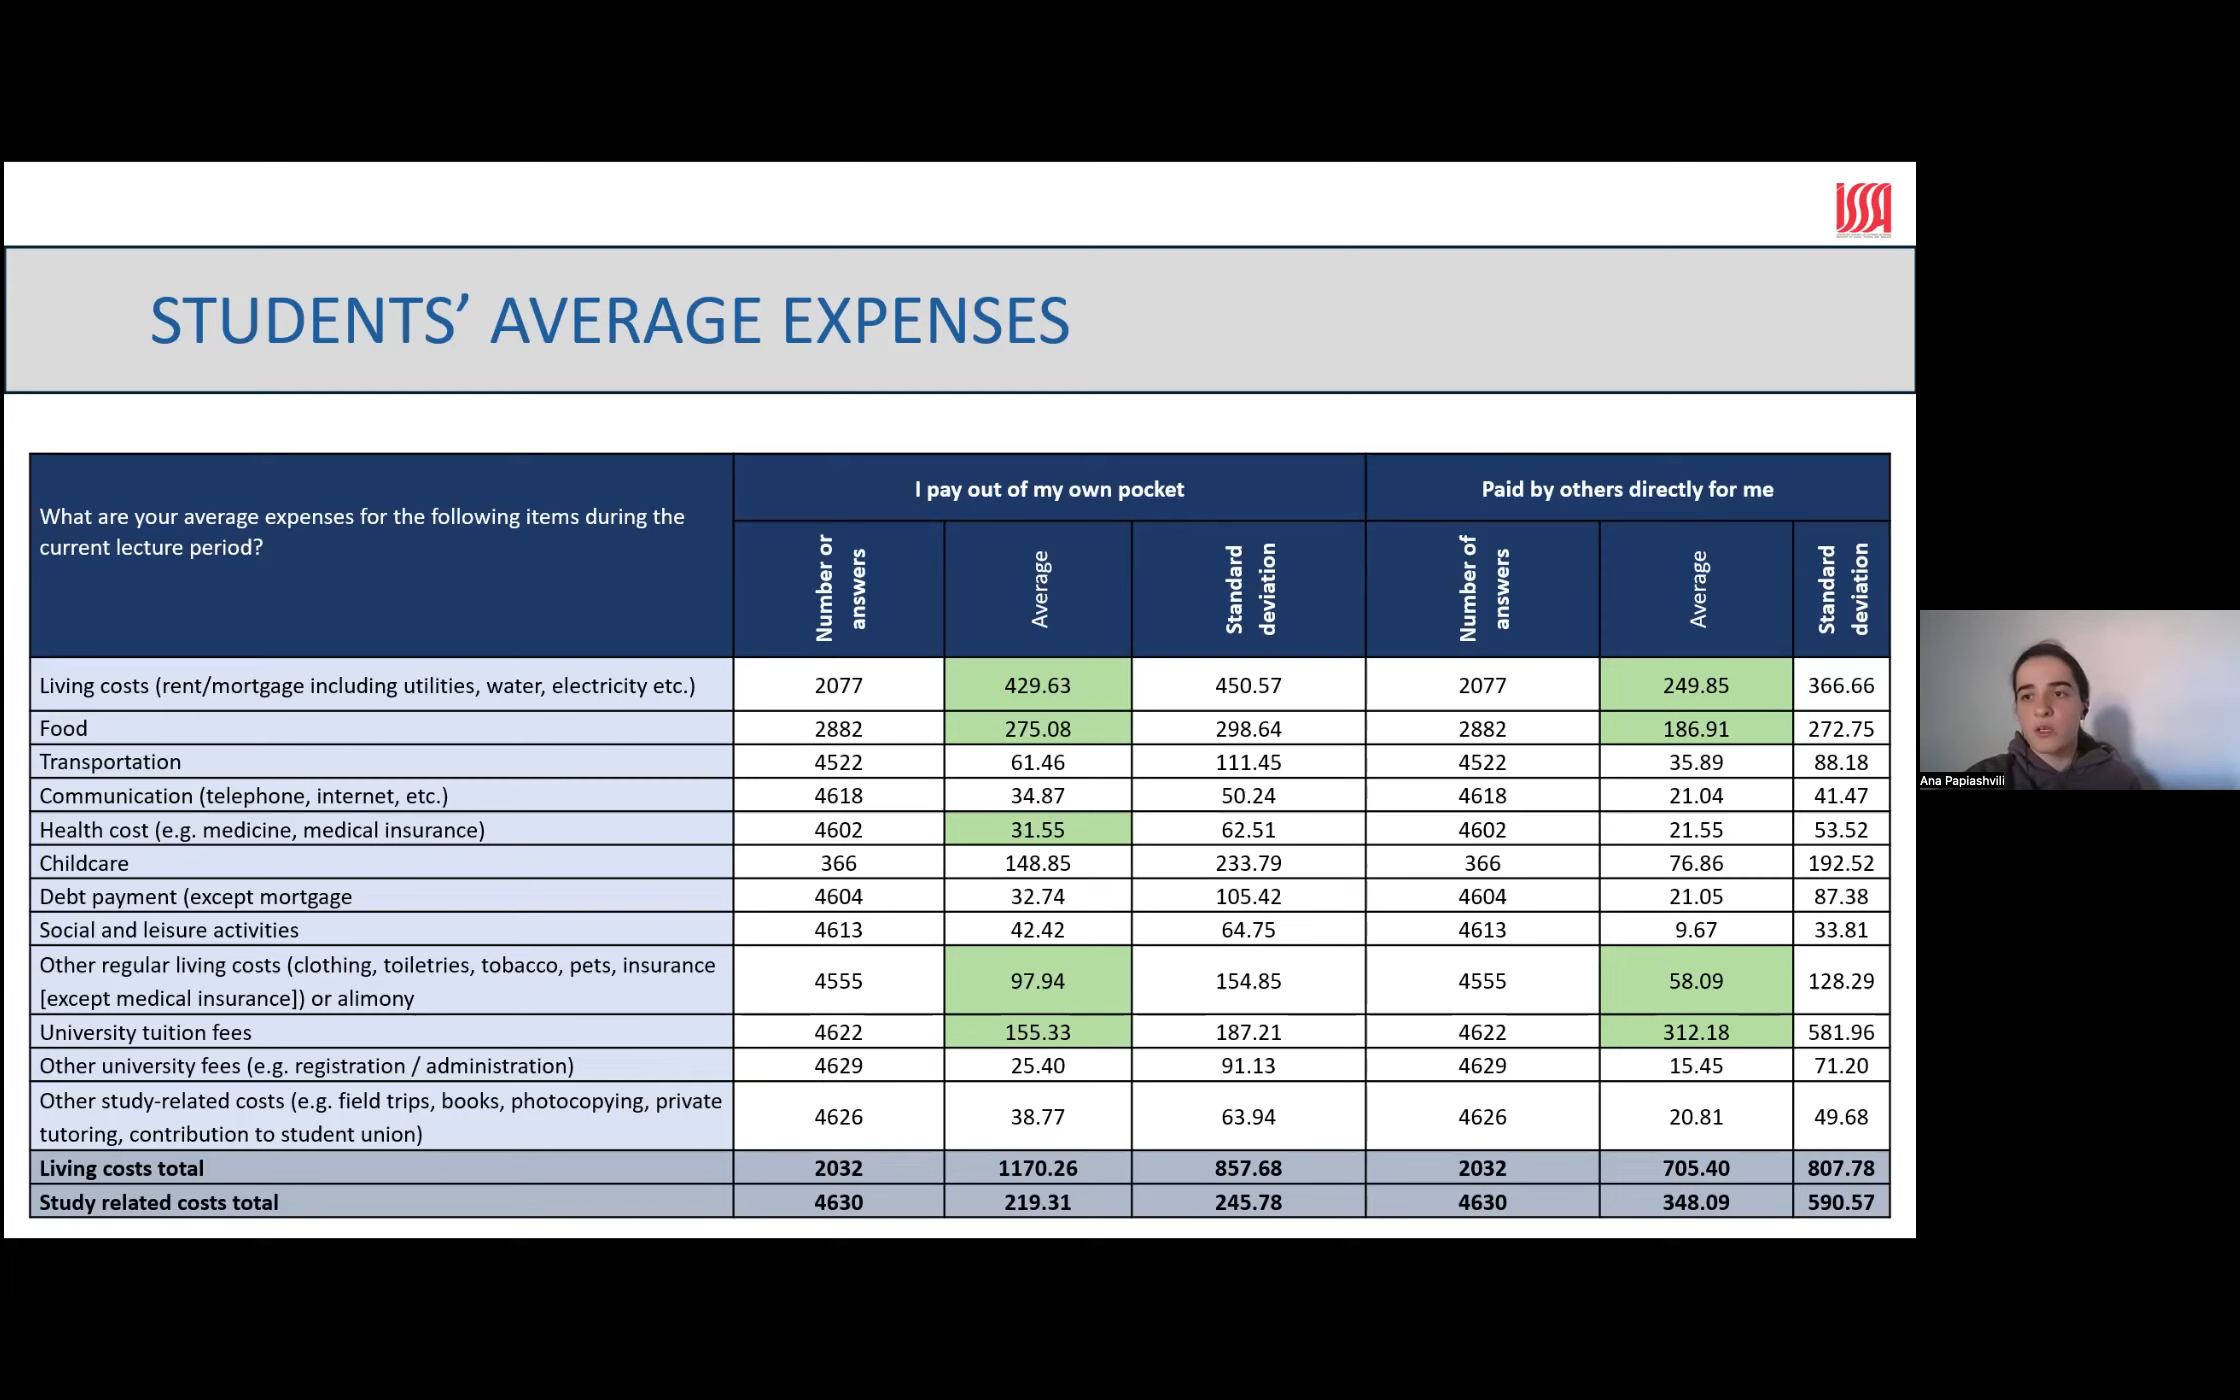 ISSA
STUDENTS’ AVERAGE EXPENSES
What are your average expenses for the following items during the
current lecture period?
I pay out of my own pocket
Paid by others directly for me
Number or
answers
Average
Standard
deviation
Number of
answers
Average
Standard
deviation
Living costs (rent/mortgage including utilities, water, electricity etc.) 2077 429.63 450.57 2077 249.85 366.66
Food 2882 275.08 298.64 2882 186.91 272.75
Transportation 4522 61.46 111.45 4522 35.89 88.18
Communication (telephone, internet, etc.) 4618 34.87 50.24 4618 21.04 41.47
Health cost (e.g. medicine, medical insurance) 4602 31.55 62.51 4602 21.55 53.52
Childcare 366 148.85 233.79 366 76.86 192.52
Debt payment (except mortgage 4604 32.74 105.42 4604 21.05 87.38
Social and leisure activities 4613 42.42 64.75 4613 9.67 33.81
Other regular living costs (clothing, toiletries, tobacco, pets, insurance
[except medical insurance]) or alimony 4555 97.94 154.85 4555 58.09 128.29
University tuition fees 4622 155.33 187.21 4622 312.18 581.96
Other university fees (e.g. registration / administration) 4629 25.40 91.13 4629 15.45 71.20
Other study-related costs (e.g. field trips, books, photocopying, private
tutoring, contribution to student union) 4626 38.77 63.94 4626 20.81 49.68
Living costs total 2032 1170.26 857.68 2032 705.40 807.78
Study related costs total 4630 219.31 245.78 4630 348.09 590.57
Ana Papiashvili